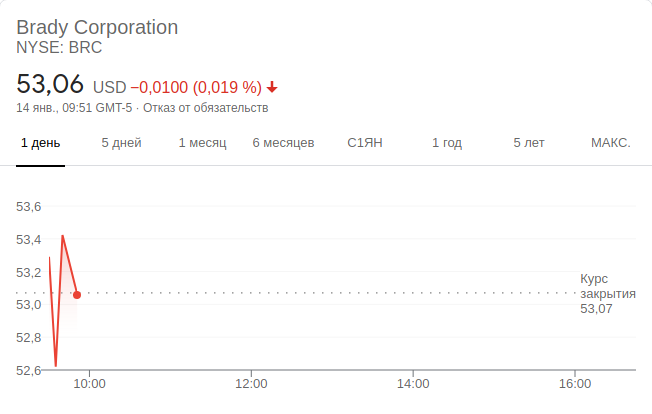 Brady Corporation
NYSE: BRC
53,06 USD −0,0100 (0,019 %)
14 янв., 09:51 GMT-5 · Отказ от обязательств
1 день 5 дней 1 месяц 6 месяцев С1ЯН 1 год 5 лет МАКС.
53,6
53,4
53,2
53,0
52,8
52,6
Курс
закрытия
53,07
10:00 12:00 14:00 16:00